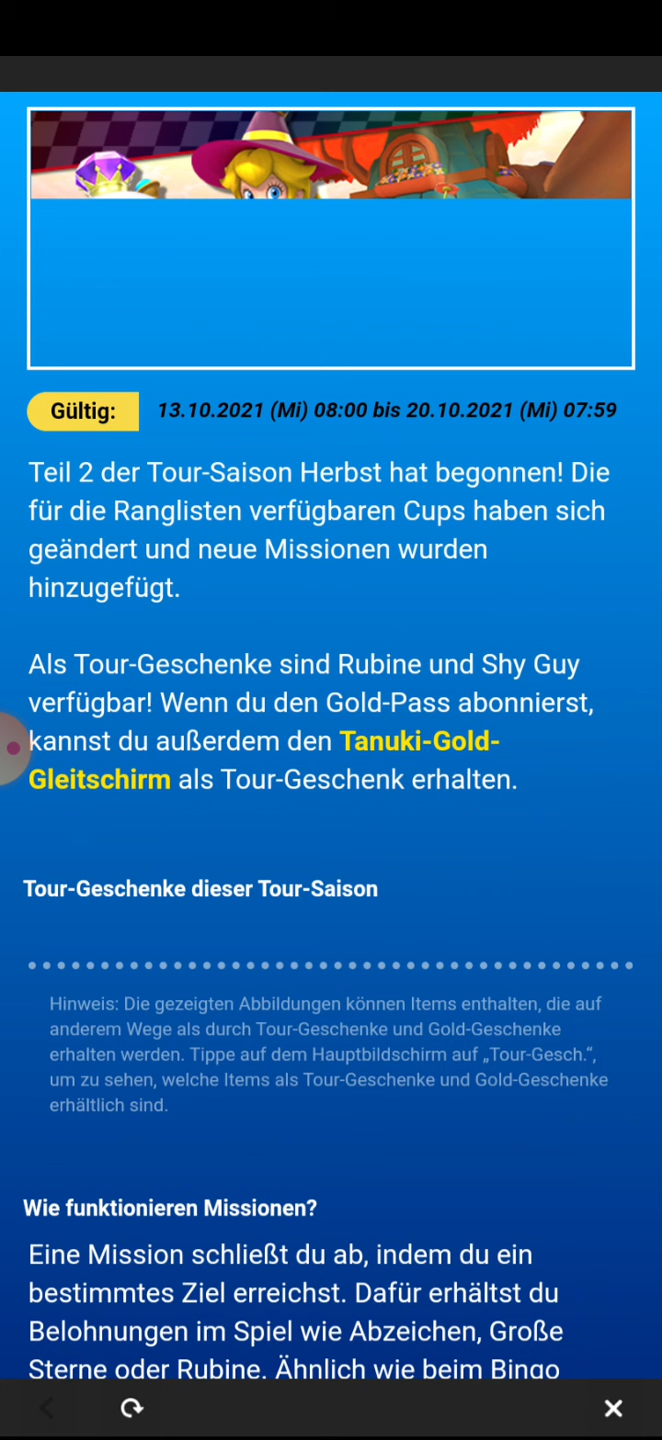 Gültig:
13.10.2021 (Mi) 08:00 bis 20.10.2021 (Mi) 07:59
Teil 2 der Tour-Saison Herbst hat begonnen! Die
für die Ranglisten verfügbaren Cups haben sich
geändert und neue Missionen wurden
hinzugefügt.
Als Tour-Geschenke sind Rubine und Shy Guy
verfügbar! Wenn du den Gold-Pass abonnierst,
kannst du außerdem den Tanuki-Gold-
Gleitschirm als Tour-Geschenk erhalten.
Tour-Geschenke dieser Tour-Saison
Hinweis: Die gezeigten Abbildungen können Items enthalten, die auf
anderem Wege als durch Tour-Geschenke und Gold-Geschenke
erhalten werden. Tippe auf dem Hauptbildschirm auf „Tour-Gesch.“,
um zu sehen, welche Items als Tour-Geschenke und Gold-Geschenke
erhältlich sind.
Wie funktionieren Missionen?
Eine Mission schließt du ab, indem du ein
bestimmtes Ziel erreichst. Dafür erhältst du
Belohnungen im Spiel wie Abzeichen, Große
Sterne oder Rubine. Ähnlich wie beim Bingo